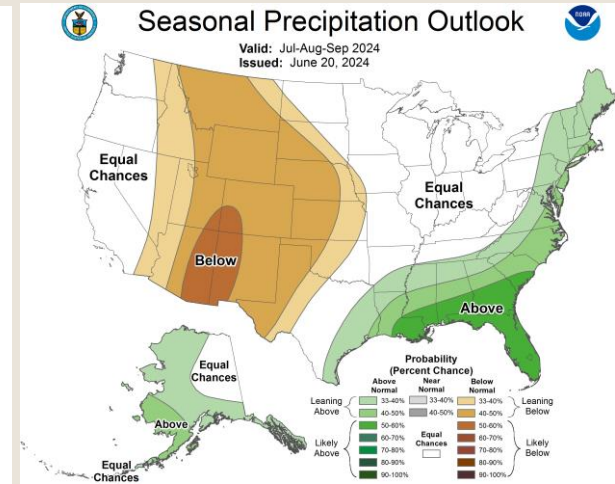 Seasonal Precipitation Outlook
NOAA
Valid: Jul-Aug-Sep 2024
Issued: June 20, 2024
Equal
Chances
Equal
Chances
Below
Above
Equal
Chances
Above
Equal
Chances
Probability
(Percent Chance)
Above
Normal
Near
Normal
Below
Normal
Leaning
Above
33-40% 33-40% 33-40%
40-50% 40-50% 40-50%
Leaning
Below
Likely
Above
50-60% 50-60%
60-70% Equal 60-70%
70-80% Chances 70-80%
80-90% 80-90%
90-100% 90-100%
Likely
Below